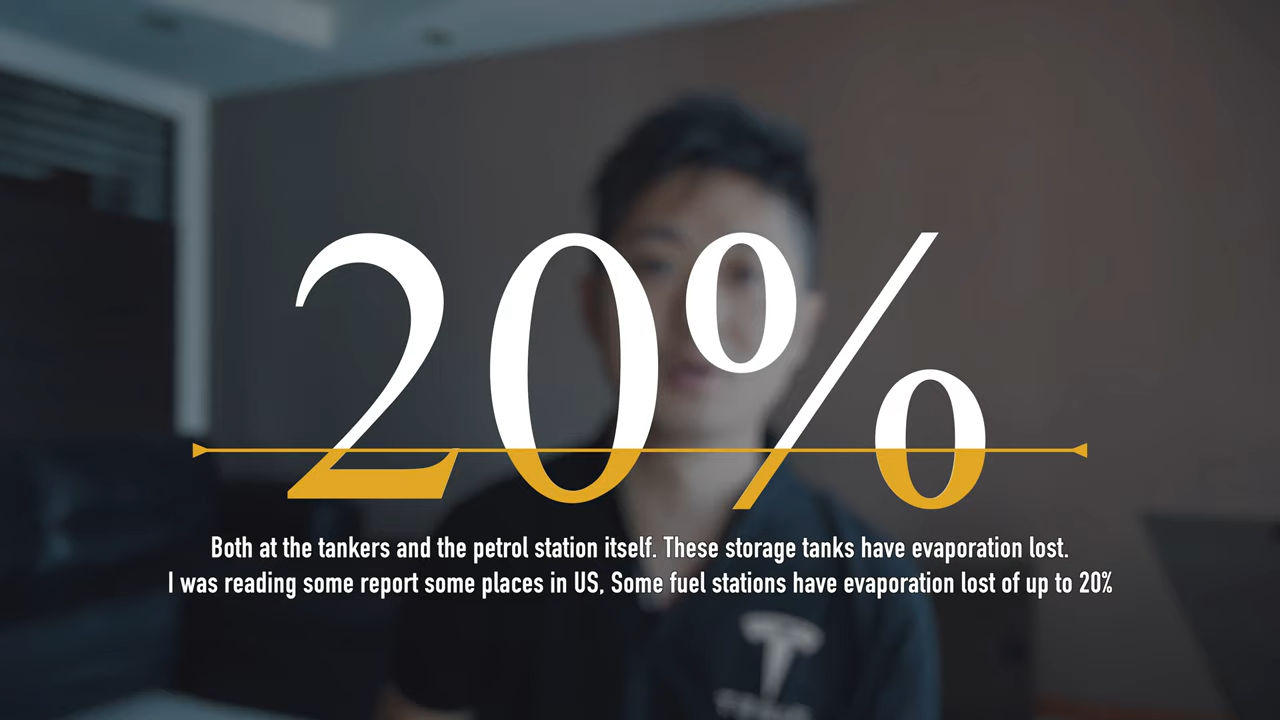 20%
Both at the tankers and the petrol station itself. These storage tanks have evaporation lost.
I was reading some report some places in US, Some fuel stations have evaporation lost of up to 20%